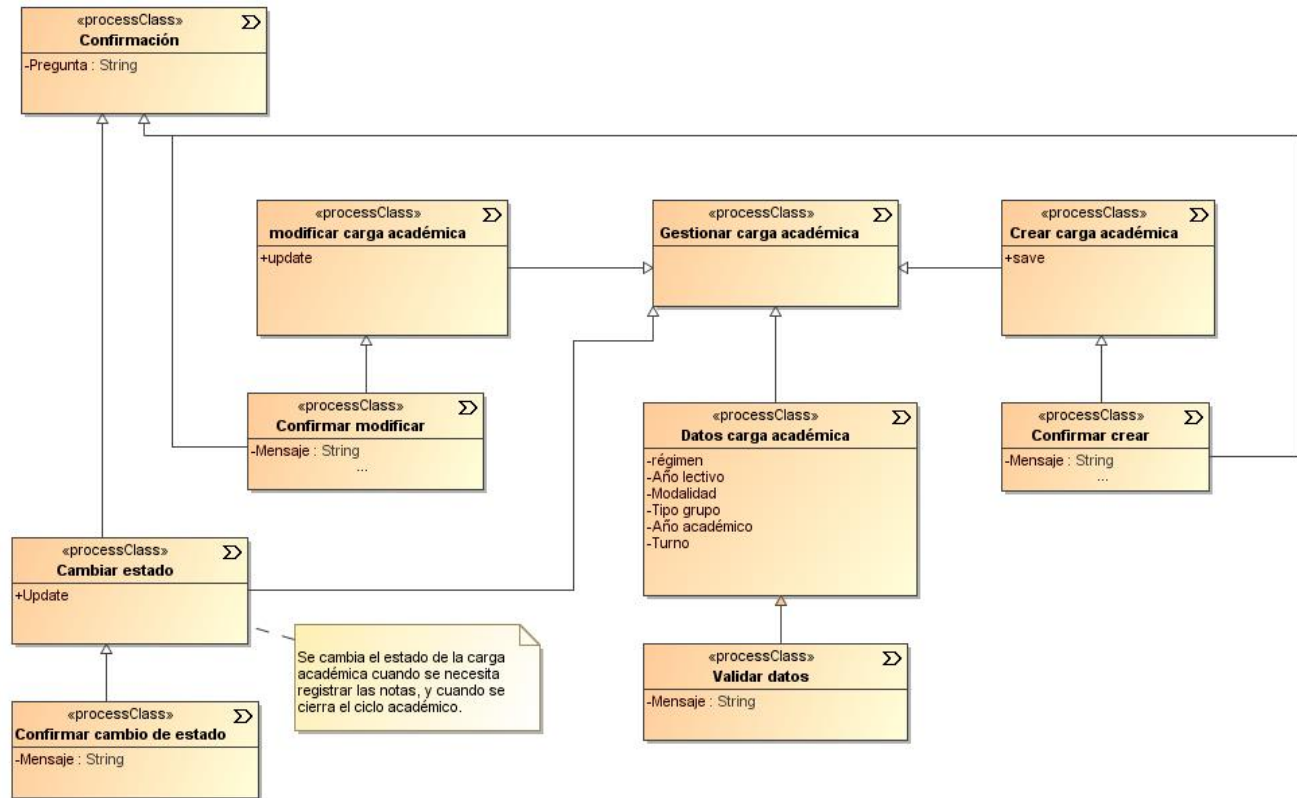 «processClass»
Confirmación
-Pregunta : String
«processClass»
modificar carga académica
+update
«processClass»
Gestionar carga académica
«processClass»
Crear carga académica
+save
«processClass»
Confirmar modificar
-Mensaje : String
...
«processClass»
Datos carga académica
-régimen
-Año lectivo
-Modalidad
-Tipo grupo
-Año académico
-Turno
«processClass»
Confirmar crear
-Mensaje : String
...
«processClass»
Cambiar estado
+Update
Se cambia el estado de la carga
académica cuando se necesita
registrar las notas, y cuando se
cierra el ciclo académico.
«processClass»
Validar datos
-Mensaje : String
«processClass»
Confirmar cambio de estado
-Mensaje : String